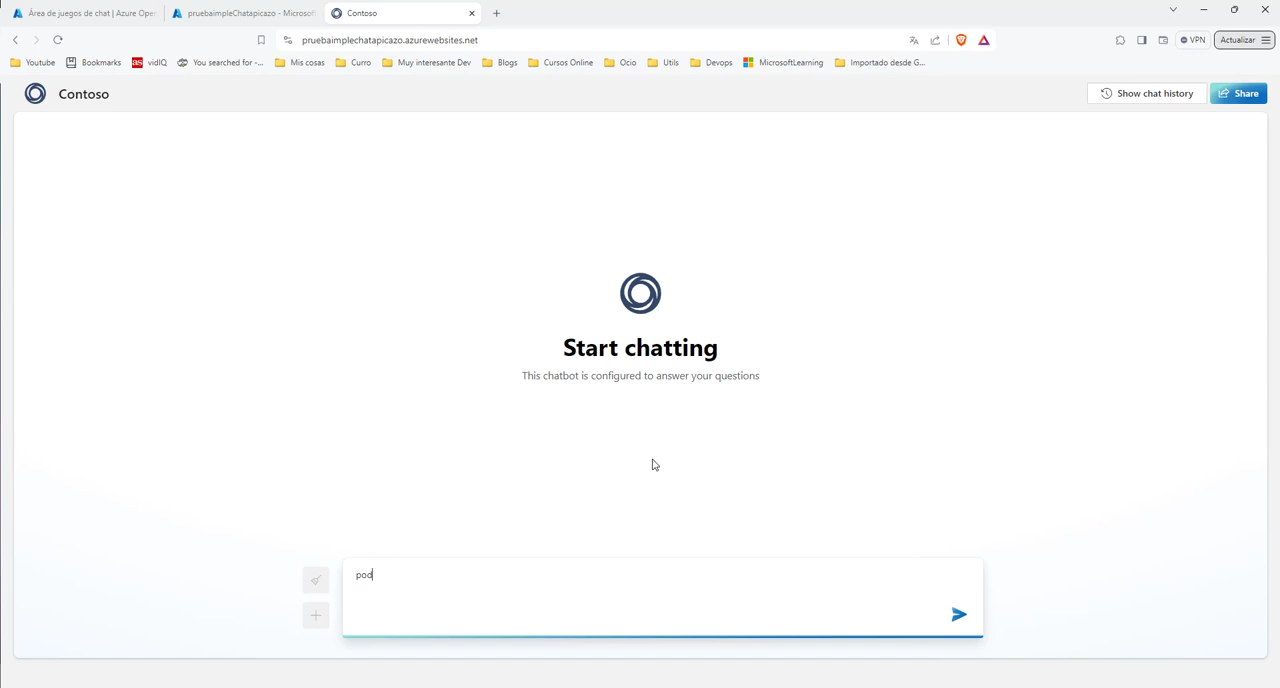 Área de juegos de chat | Azure Oper
pruebaimpleChatapicazo - Microsoft
Contoso
pruebaimplechatapicazo.azurewebsites.net
VPN
Actualizar
Youtube
Bookmarks
as vidIQ
You searched for -...
Mis cosas
Curro
Muy interesante Dev
Blogs
Cursos Online
Ocio
Utils
Devops
MicrosoftLearning
Importado desde G...
Contoso
Show chat history
Share
Start chatting
This chatbot is configured to answer your questions
pod